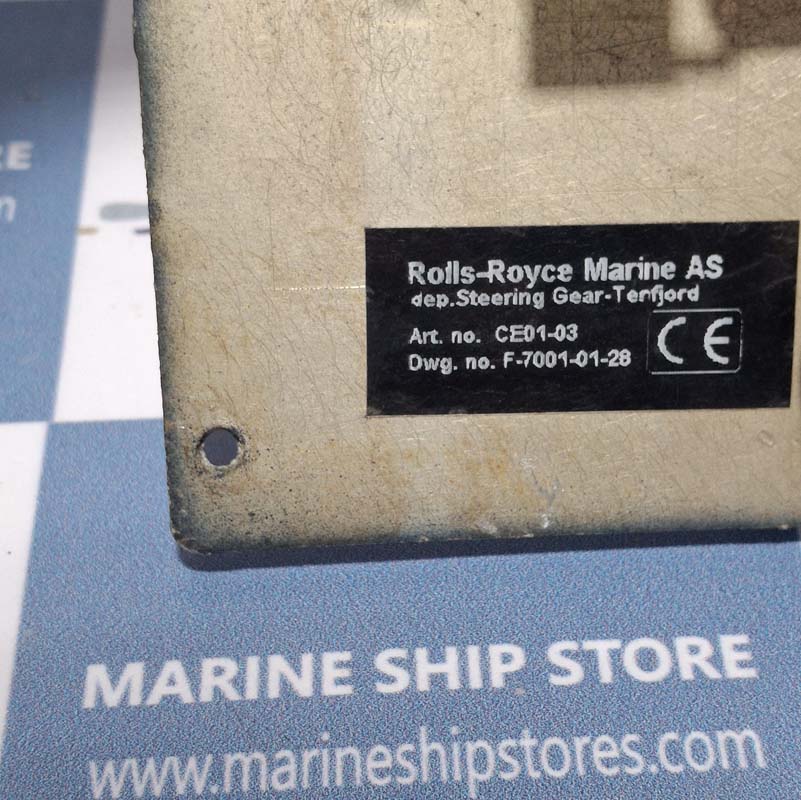 RE
m
Rolls-Royce Marine AS
dep.Steering Gear-Tenfjord
Art. no. CE01-03
Dwg. no. F-7001-01-28
CE
MARINE SHIP STORE
www.marineshipstores.com